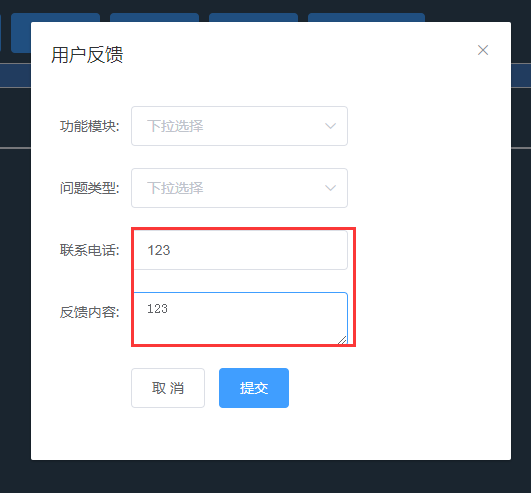 用户反馈
功能模块: 下拉选择
问题类型: 下拉选择
联系电话: 123
反馈内容: 123
取 消 提交